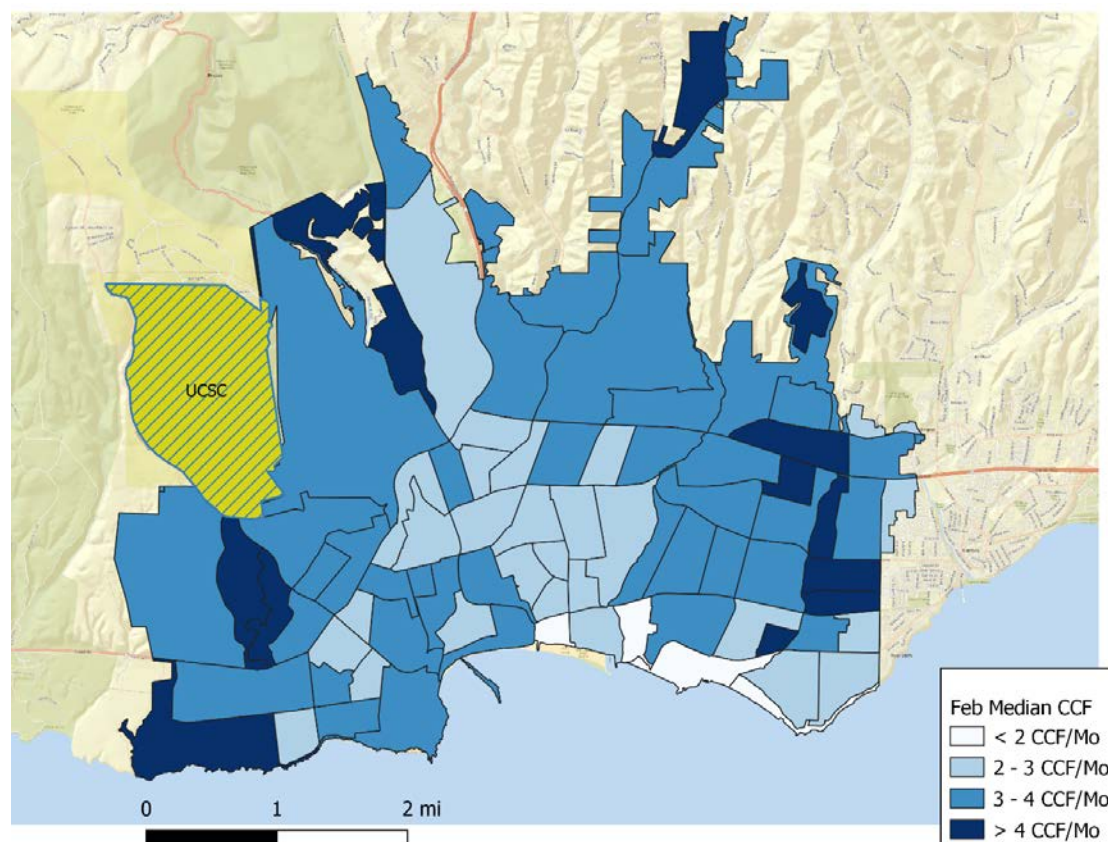 UCSC
0 1 2 mi
Feb Median CCF
< 2 CCF/Mo
2 - 3 CCF/Mo
3 - 4 CCF/Mo
> 4 CCF/Mo